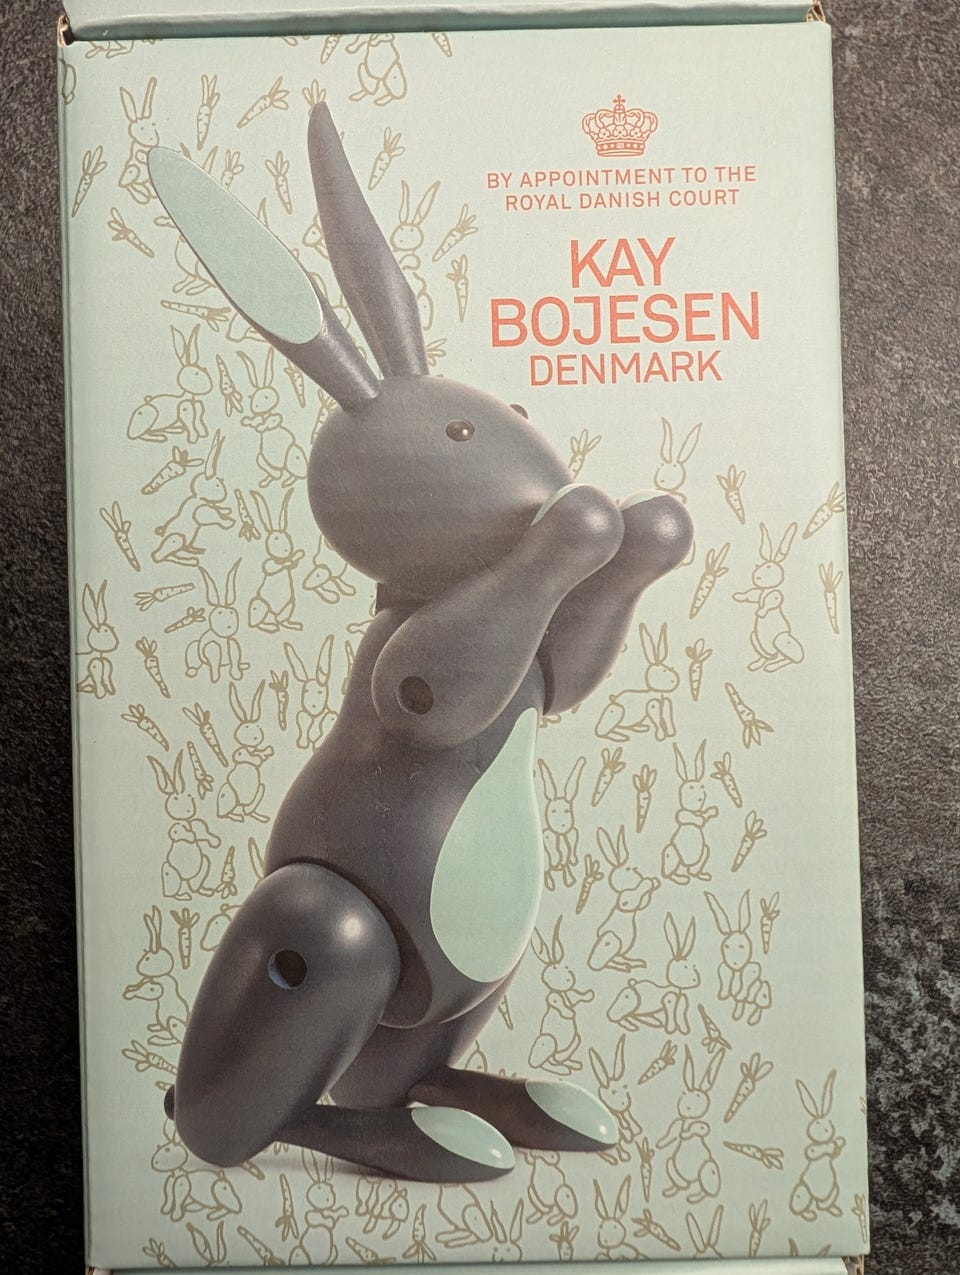 BY APPOINTMENT TO THE
ROYAL DANISH COURT
KAY
BOJESEN
DENMARK